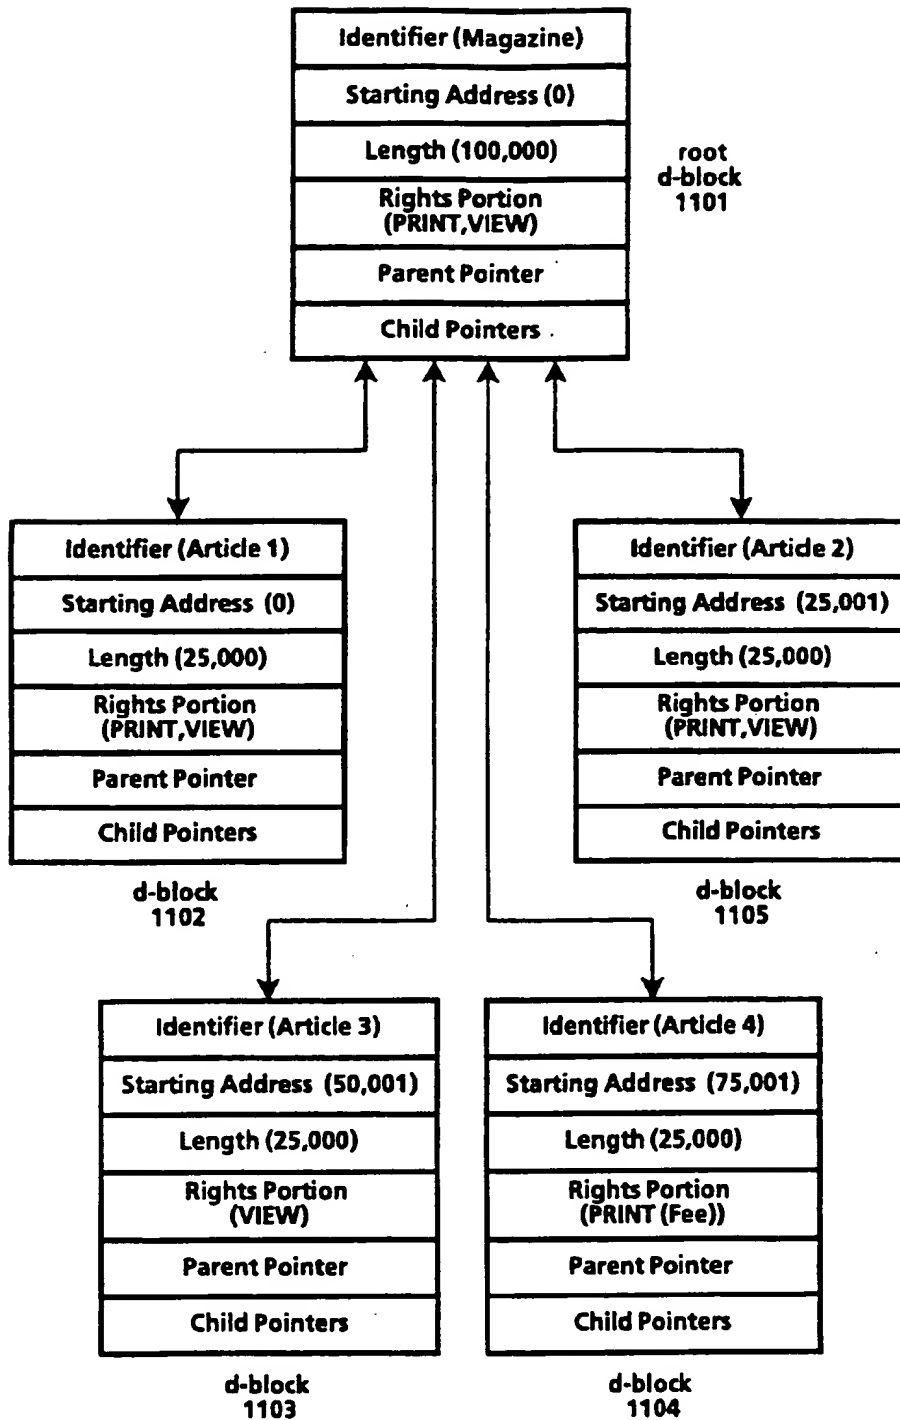 Identifier (Magazine)
Starting Address (0)
Length (100,000)
Rights Portion
(PRINT,VIEW)
Parent Pointer
Child Pointers
root
d-block
1101
Identifier (Article 1)
Starting Address (0)
Length (25,000)
Rights Portion
(PRINT,VIEW)
Parent Pointer
Child Pointers
d-block
1102
Identifier (Article 2)
Starting Address (25,001)
Length (25,000)
Rights Portion
(PRINT,VIEW)
Parent Pointer
Child Pointers
d-block
1105
Identifier (Article 3)
Starting Address (50,001)
Length (25,000)
Rights Portion
(VIEW)
Parent Pointer
Child Pointers
d-block
1103
Identifier (Article 4)
Starting Address (75,001)
Length (25,000)
Rights Portion
(PRINT (Fee))
Parent Pointer
Child Pointers
d-block
1104